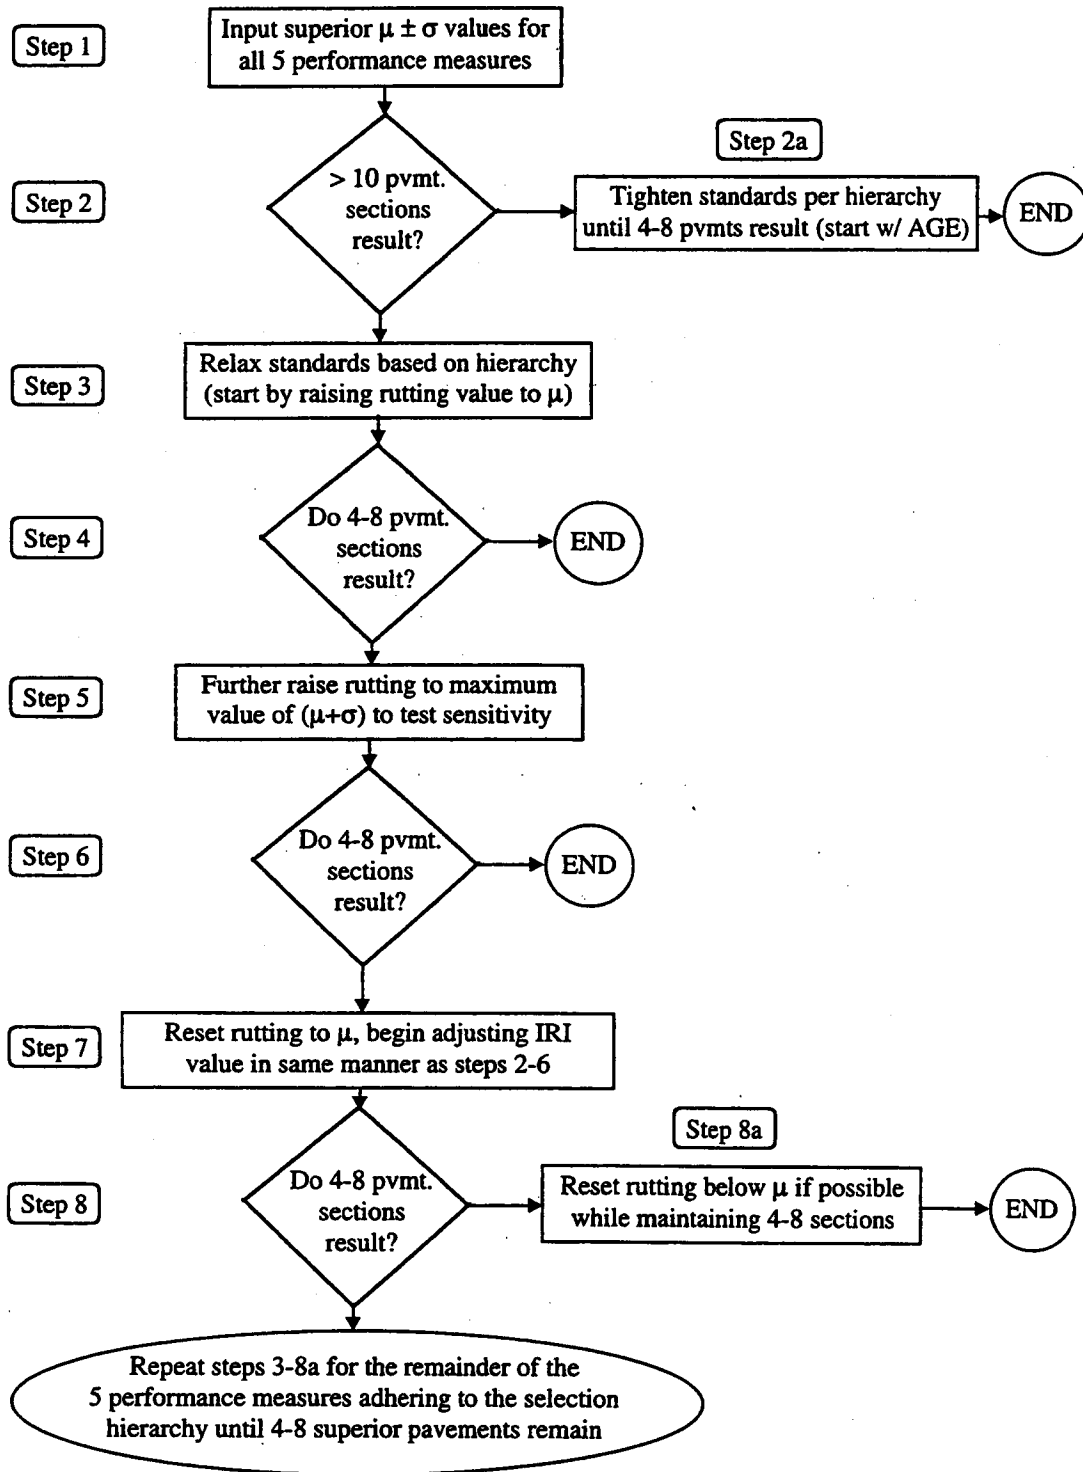 Step 1
Input superior μ ± σ values for
all 5 performance measures
Step 2
> 10 pvmt.
sections
result?
Step 2a
Tighten standards per hierarchy
until 4-8 pvmts result (start w/ AGE)
END
Step 3
Relax standards based on hierarchy
(start by raising rutting value to μ)
Step 4
Do 4-8 pvmt.
sections
result?
END
Step 5
Further raise rutting to maximum
value of (μ+σ) to test sensitivity
Step 6
Do 4-8 pvmt.
sections
result?
END
Step 7
Reset rutting to μ, begin adjusting IRI
value in same manner as steps 2-6
Step 8
Do 4-8 pvmt.
sections
result?
Step 8a
Reset rutting below μ if possible
while maintaining 4-8 sections
END
Repeat steps 3-8a for the remainder of the
5 performance measures adhering to the selection
hierarchy until 4-8 superior pavements remain